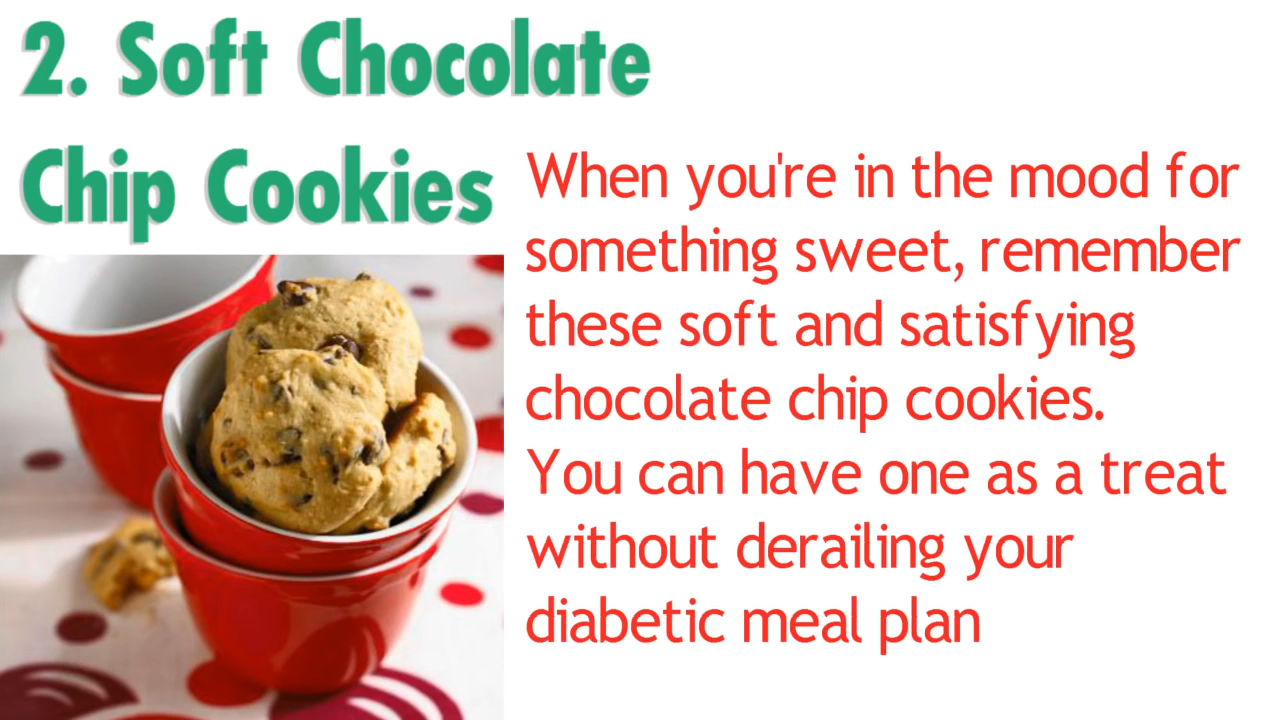 2. Soft Chocolate
Chip Cookies
When you're in the mood for
something sweet, remember
these soft and satisfying
chocolate chip cookies.
You can have one as a treat
without derailing your
diabetic meal plan